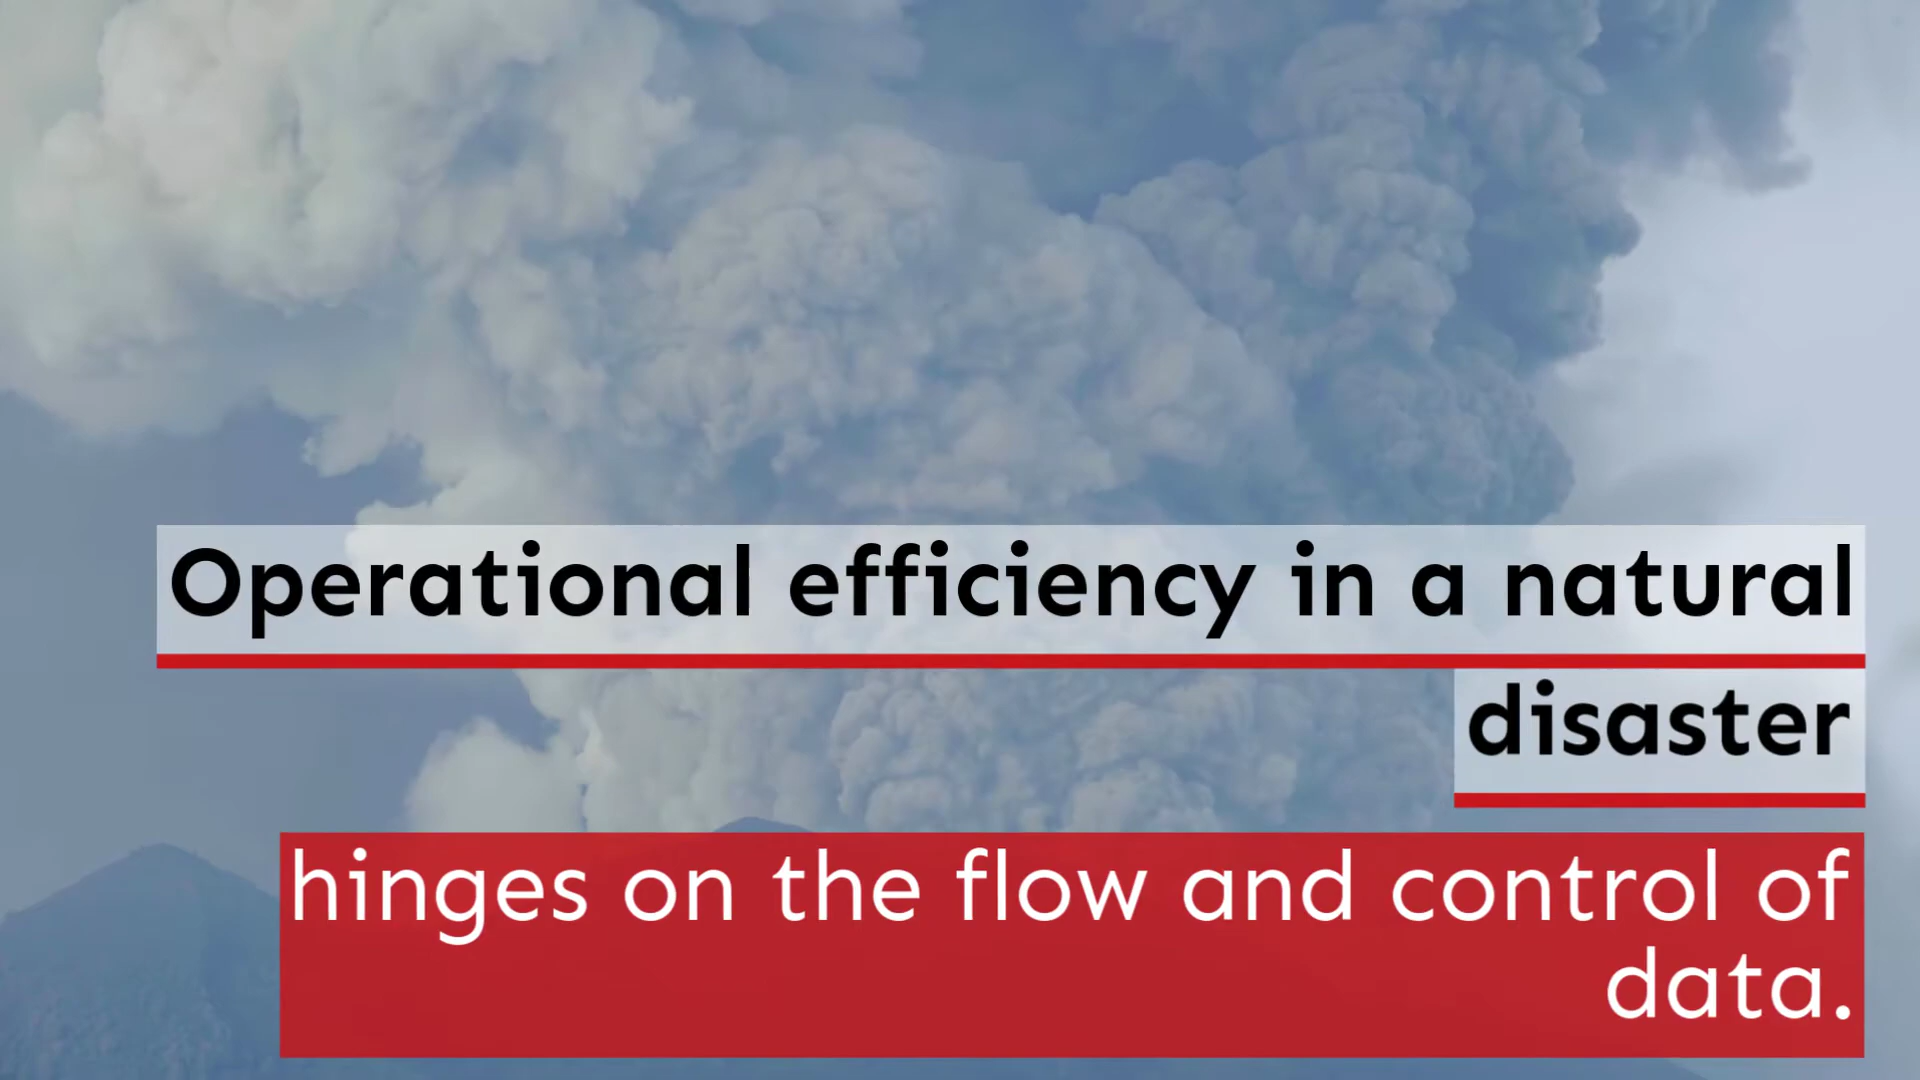 Operational efficiency in a natural
disaster
hinges on the flow and control of
data.